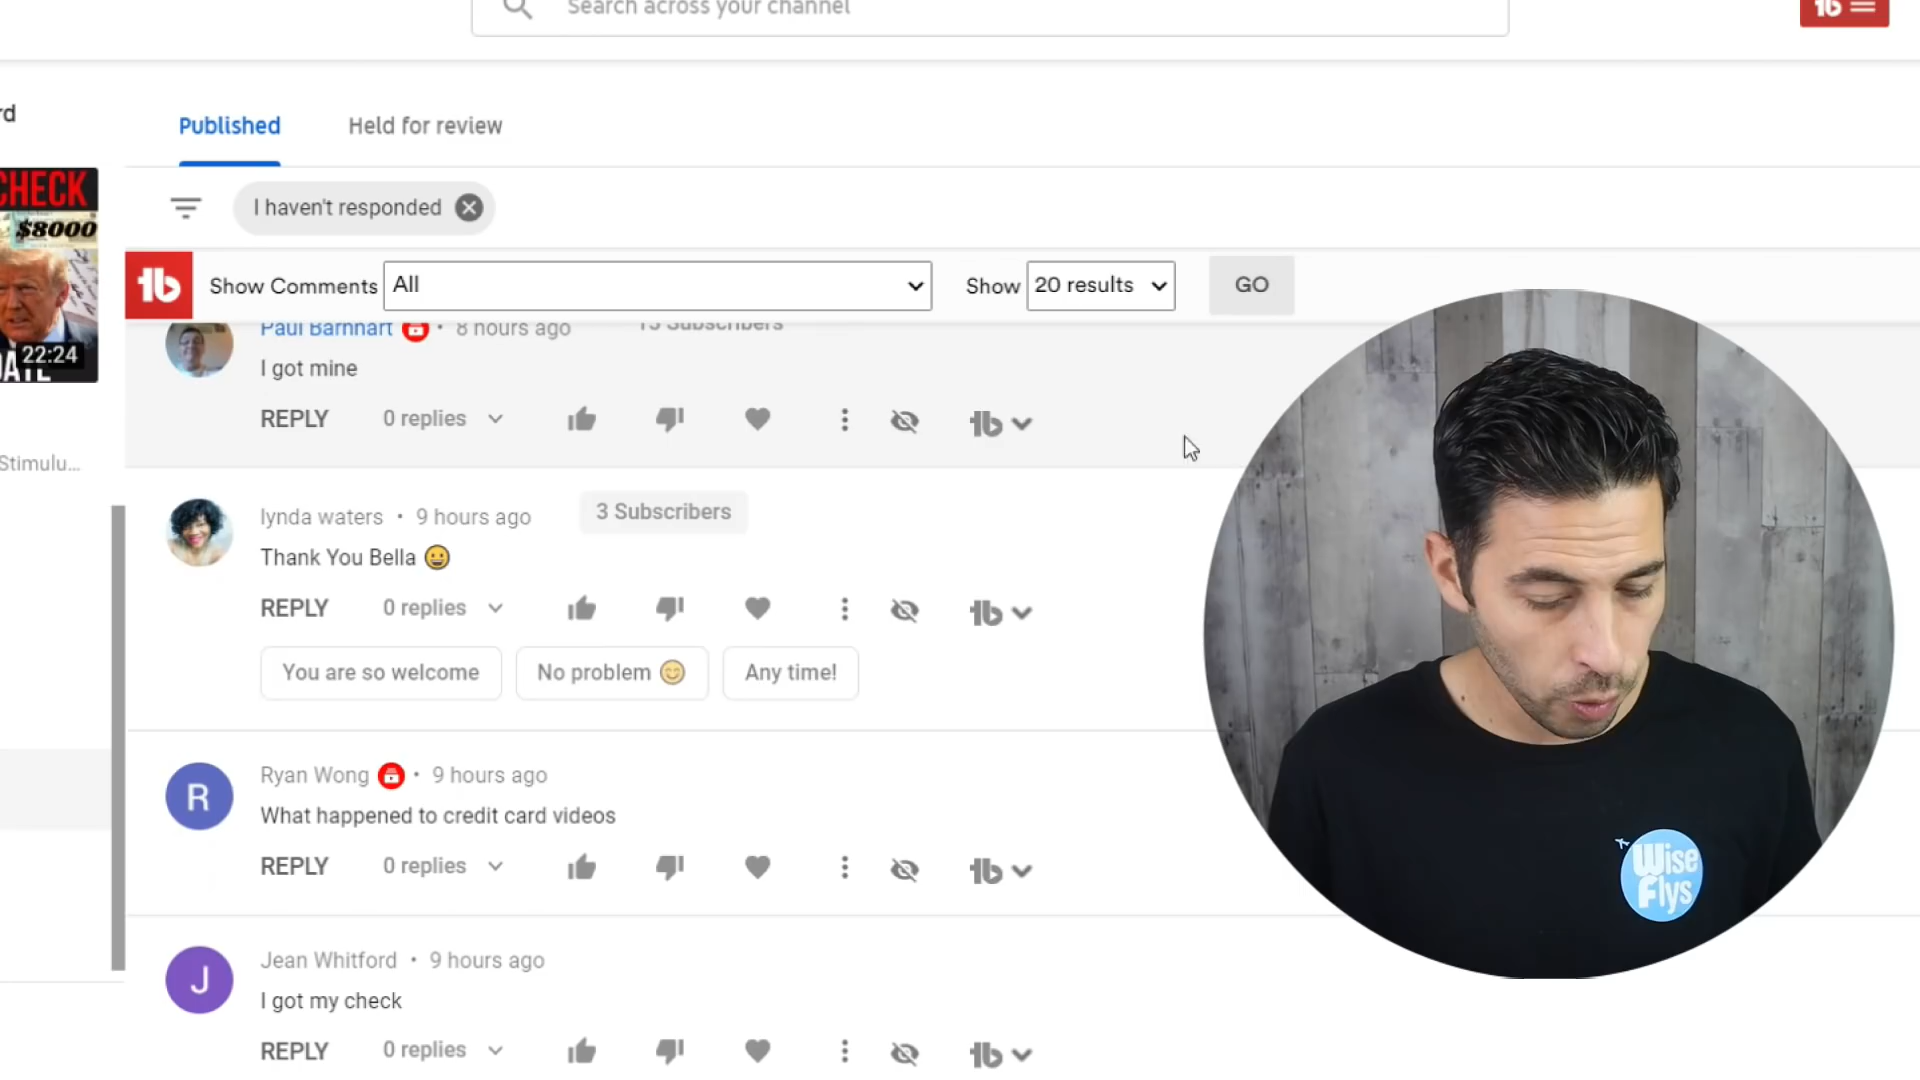 Search across your channel
rd
Published
Held for review
CHECK
$8000
I haven't responded
Show Comments All
Show 20 results GO
22:24
Paul Barnhart · 8 hours ago
Subscribers
I got mine
REPLY 0 replies
Stimulu...
lynda waters · 9 hours ago 3 Subscribers
Thank You Bella 😀
REPLY 0 replies
You are so welcome
No problem 😊
Any time!
R
Ryan Wong · 9 hours ago
What happened to credit card videos
REPLY 0 replies
J
Jean Whitford · 9 hours ago
I got my check
REPLY 0 replies
Wise
Flys